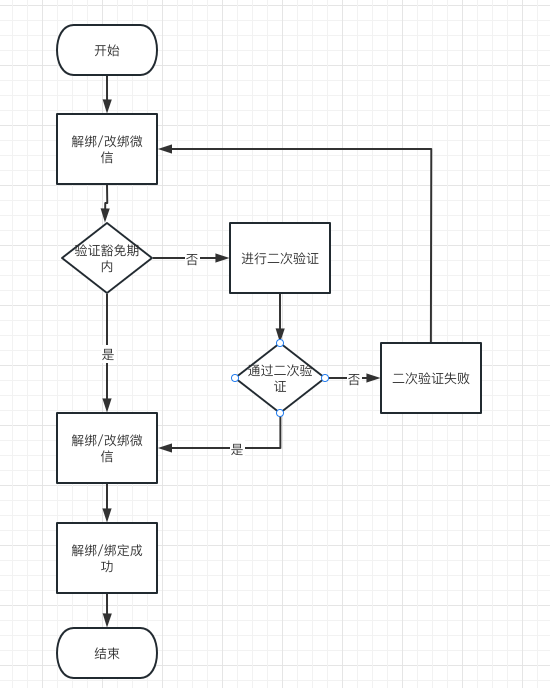 开始
解绑/改绑微
信
验证豁免期
内
否
进行二次验证
是
通过二次验
证
否
二次验证失败
解绑/改绑微
信
是
解绑/绑定成
功
结束